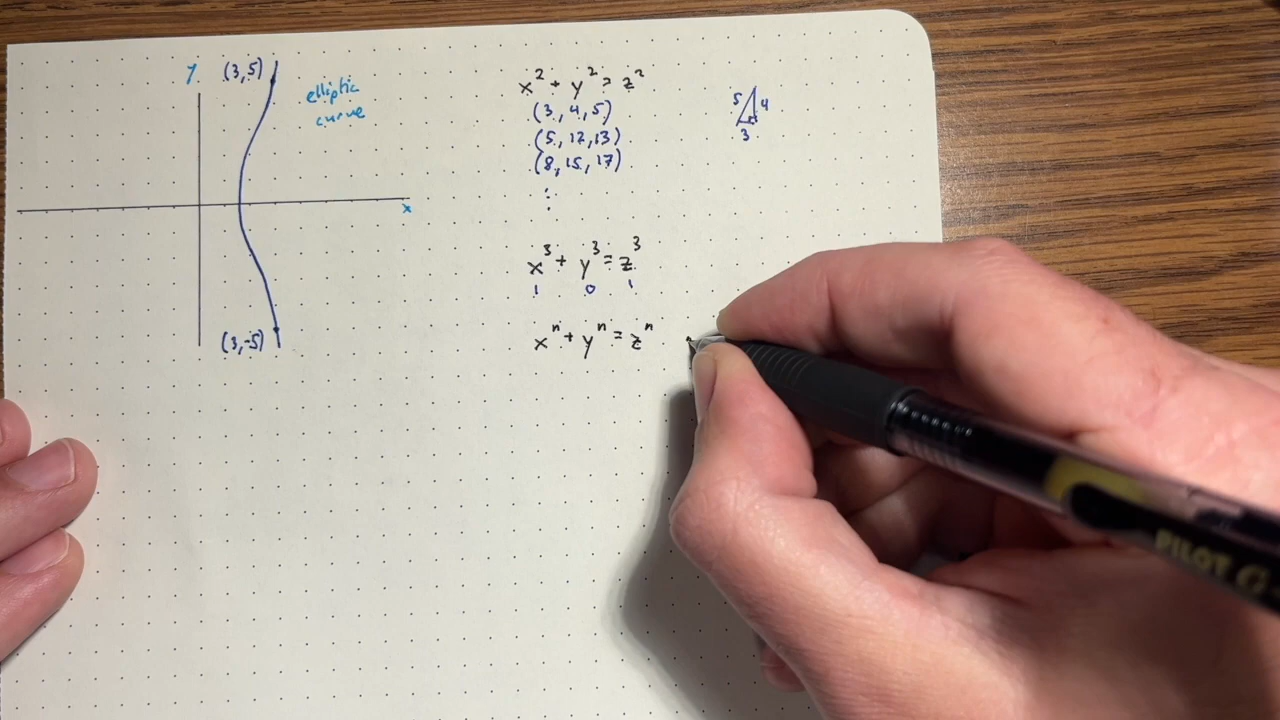 y
(3,5)
elliptic
curve
x
(3,-5)
x² + y² = z²
(3, 4, 5)
(5, 12, 13)
(8, 15, 17)
⋮
5 4
3
x³ + y³ = z³
1 0 1
xⁿ + yⁿ = zⁿ
PILOT G